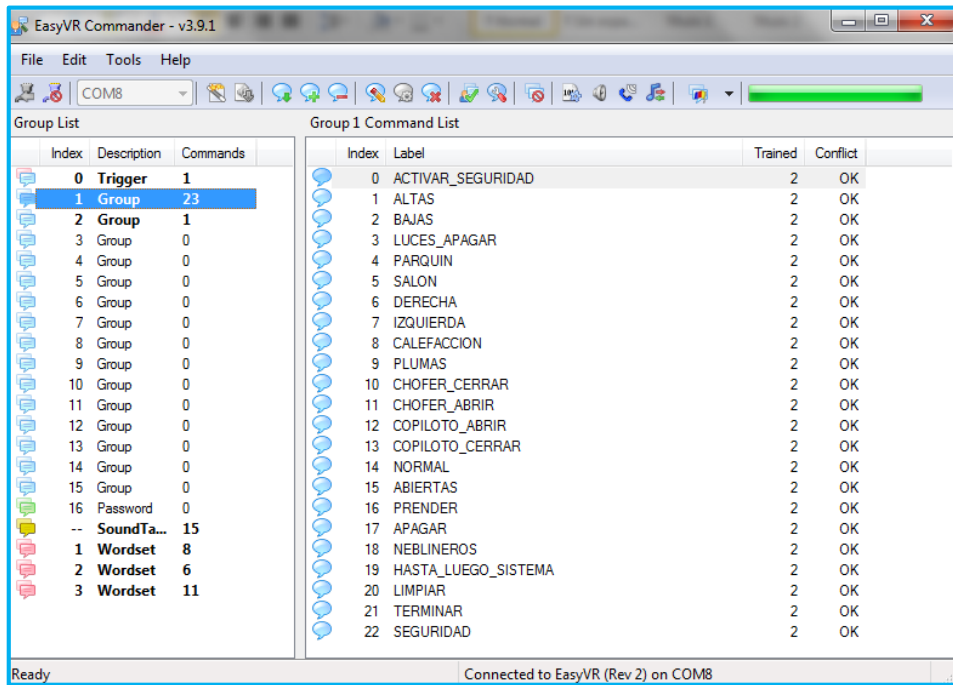 EasyVR Commander - v3.9.1
File Edit Tools Help
COM8
Group List
Index Description Commands
0 Trigger 1
1 Group 23
2 Group 1
3 Group 0
4 Group 0
5 Group 0
6 Group 0
7 Group 0
8 Group 0
9 Group 0
10 Group 0
11 Group 0
12 Group 0
13 Group 0
14 Group 0
15 Group 0
16 Password 0
-- SoundTa... 15
1 Wordset 8
2 Wordset 6
3 Wordset 11
Group 1 Command List
Index Label Trained Conflict
0 ACTIVAR_SEGURIDAD 2 OK
1 ALTAS 2 OK
2 BAJAS 2 OK
3 LUCES_APAGAR 2 OK
4 PARQUIN 2 OK
5 SALON 2 OK
6 DERECHA 2 OK
7 IZQUIERDA 2 OK
8 CALEFACCION 2 OK
9 PLUMAS 2 OK
10 CHOFER_CERRAR 2 OK
11 CHOFER_ABRIR 2 OK
12 COPILOTO_ABRIR 2 OK
13 COPILOTO_CERRAR 2 OK
14 NORMAL 2 OK
15 ABIERTAS 2 OK
16 PRENDER 2 OK
17 APAGAR 2 OK
18 NEBLINEROS 2 OK
19 HASTA_LUEGO_SISTEMA 2 OK
20 LIMPIAR 2 OK
21 TERMINAR 2 OK
22 SEGURIDAD 2 OK
Ready
Connected to EasyVR (Rev 2) on COM8